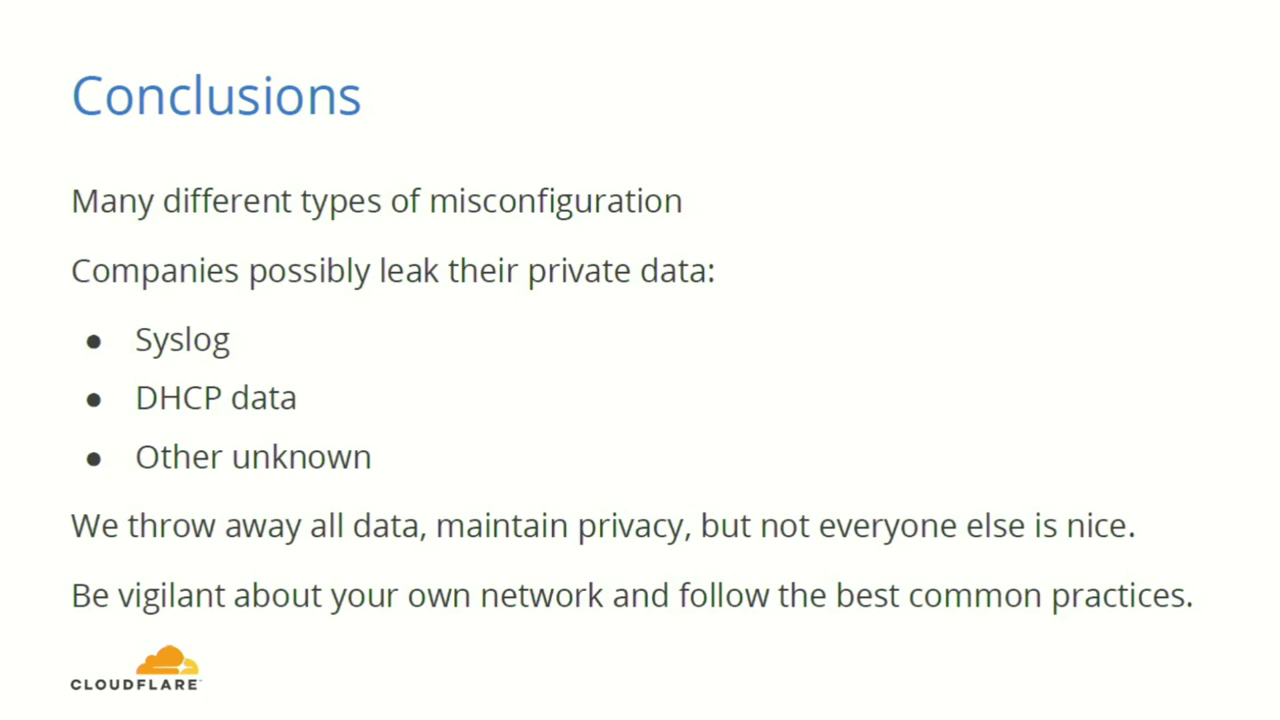 Conclusions
Many different types of misconfiguration
Companies possibly leak their private data:
● Syslog
● DHCP data
● Other unknown
We throw away all data, maintain privacy, but not everyone else is nice.
Be vigilant about your own network and follow the best common practices.
CLOUDFLARE